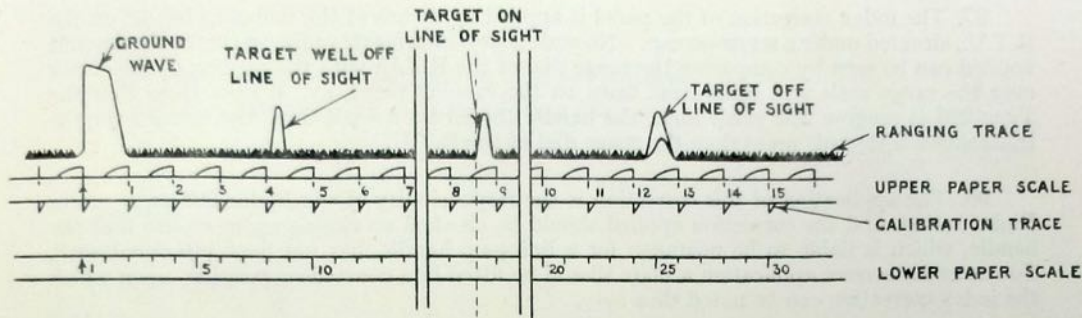 TARGET ON
LINE OF SIGHT
GROUND
WAVE
TARGET WELL OFF
LINE OF SIGHT
TARGET OFF
LINE OF SIGHT
RANGING TRACE
1 2 3 4 5 6 7 8 9 10 11 12 13 14 15
UPPER PAPER SCALE
CALIBRATION TRACE
1 5 10 20 25 30
LOWER PAPER SCALE